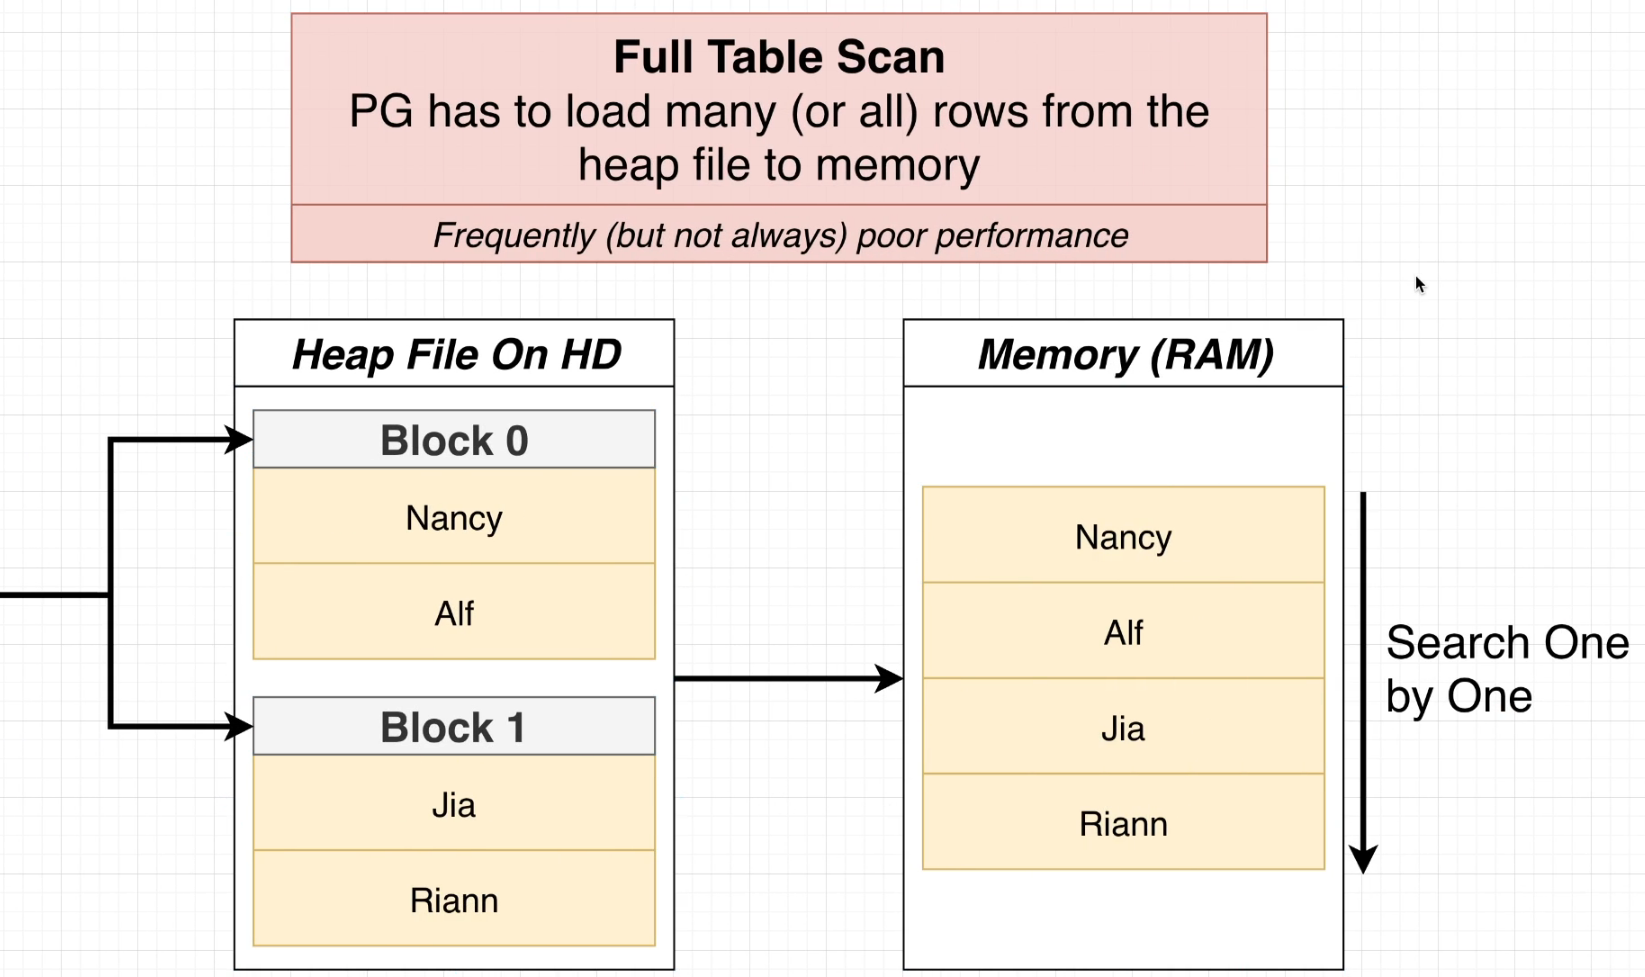 Full Table Scan
PG has to load many (or all) rows from the
heap file to memory
Frequently (but not always) poor performance
Heap File On HD
Block 0
Nancy
Alf
Block 1
Jia
Riann
Memory (RAM)
Nancy
Alf
Jia
Riann
Search One
by One